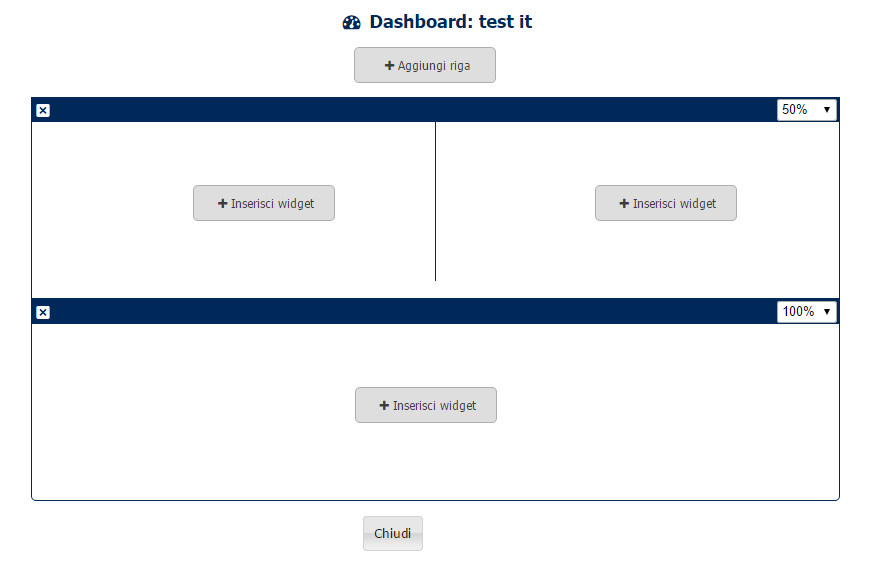 Dashboard: test it
Aggiungi riga
50%
Inserisci widget
Inserisci widget
100%
Inserisci widget
Chiudi